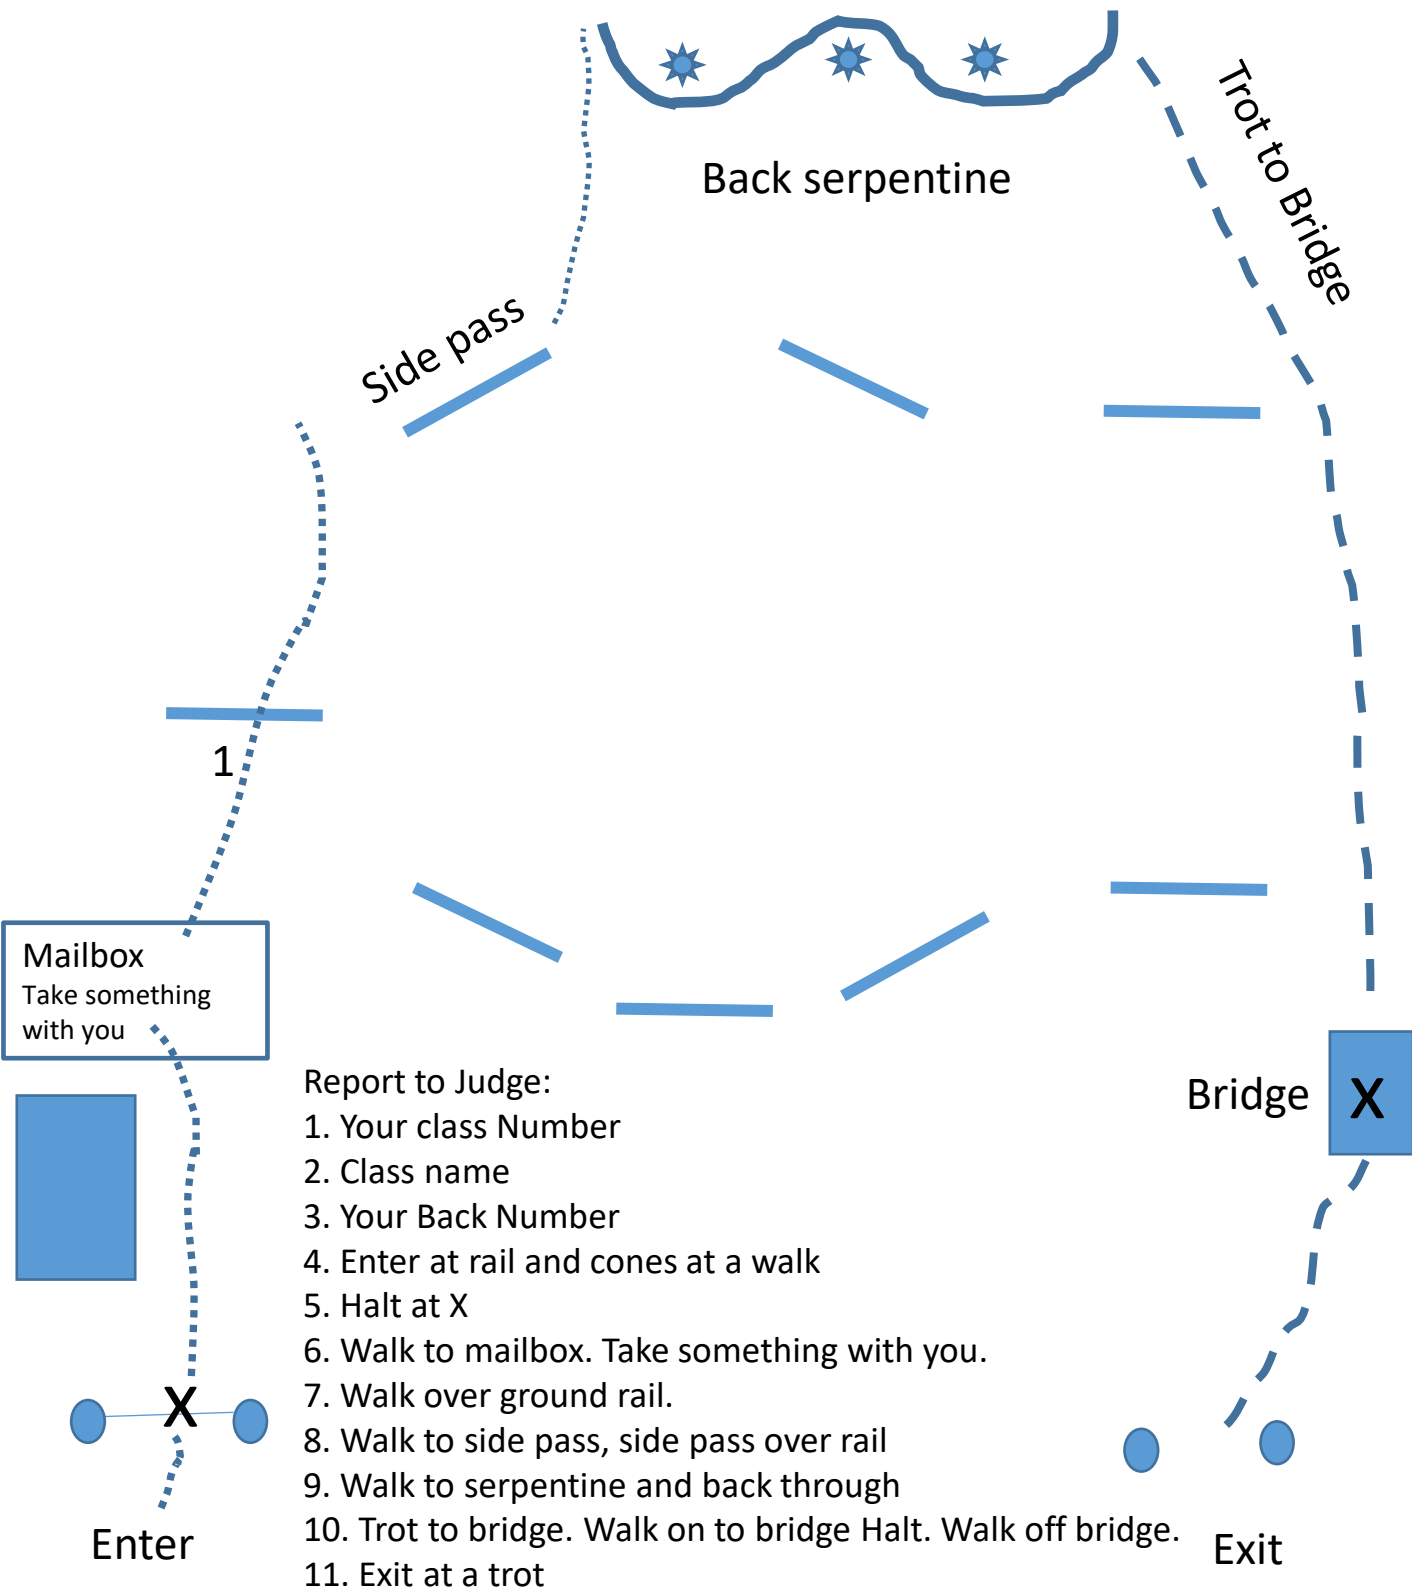 Trot to Bridge
Back serpentine
Side pass
1
Mailbox
Take something
with you
Report to Judge:
1. Your class Number
2. Class name
3. Your Back Number
4. Enter at rail and cones at a walk
5. Halt at X
6. Walk to mailbox. Take something with you.
7. Walk over ground rail.
8. Walk to side pass, side pass over rail
9. Walk to serpentine and back through
10. Trot to bridge. Walk on to bridge Halt. Walk off bridge.
11. Exit at a trot
Bridge
X
X
Enter
Exit